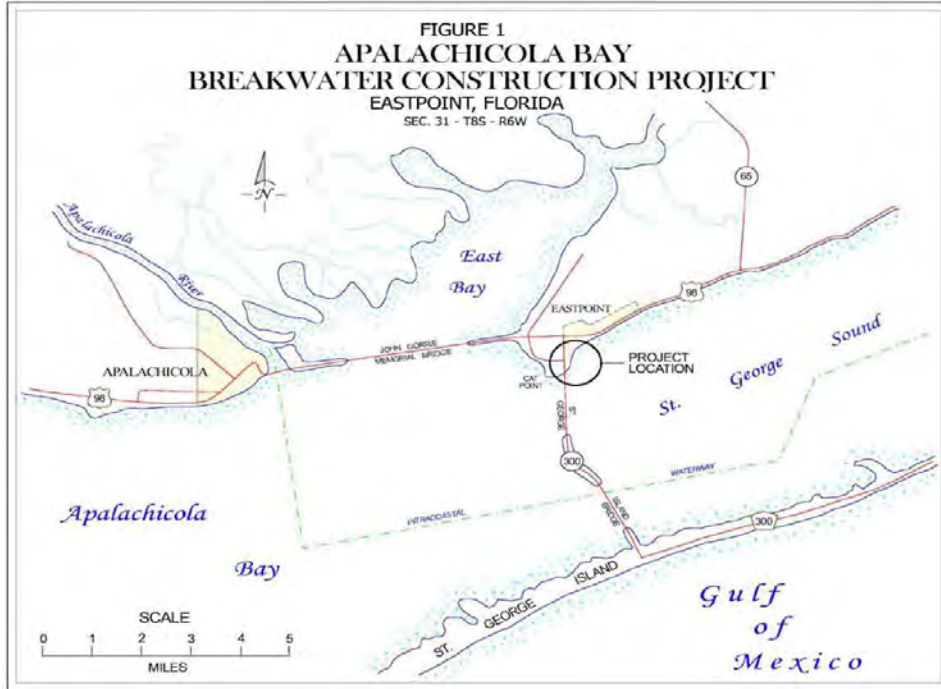 FIGURE 1
APALACHICOLA BAY
BREAKWATER CONSTRUCTION PROJECT
EASTPOINT, FLORIDA
SEC. 31 - T8S - R6W
N
65
Apalachicola
River
East
Bay
98
EASTPOINT
JOHN GORRIE
MEMORIAL BRIDGE
PROJECT
LOCATION
St. George Sound
APALACHICOLA
CAT
POINT
98
ST.
GEORGE
300
WATERWAY
INTRACOASTAL
ISLAND
BRIDGE
300
Apalachicola
Bay
ST. GEORGE ISLAND
Gulf
of
Mexico
SCALE
0 1 2 3 4 5
MILES